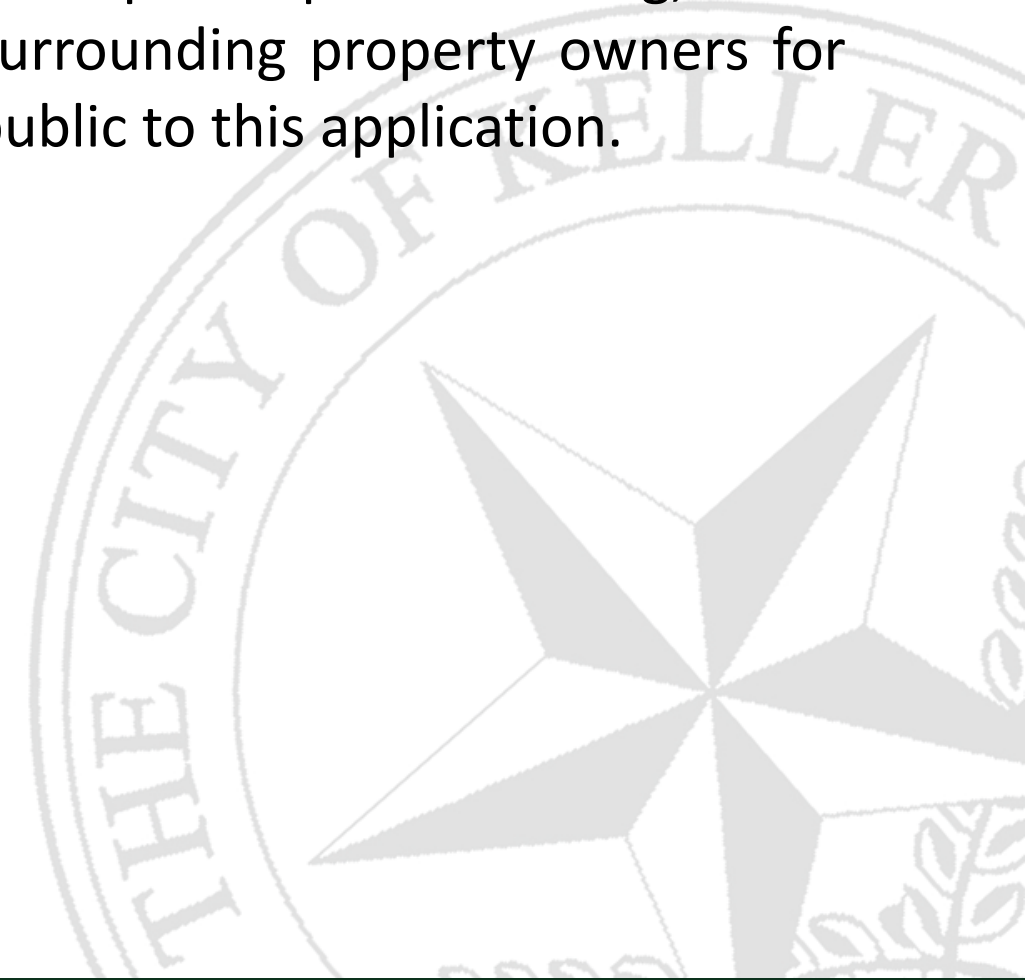 urrounding property owners for
ublic to this application.
THE CITY OF KELLER